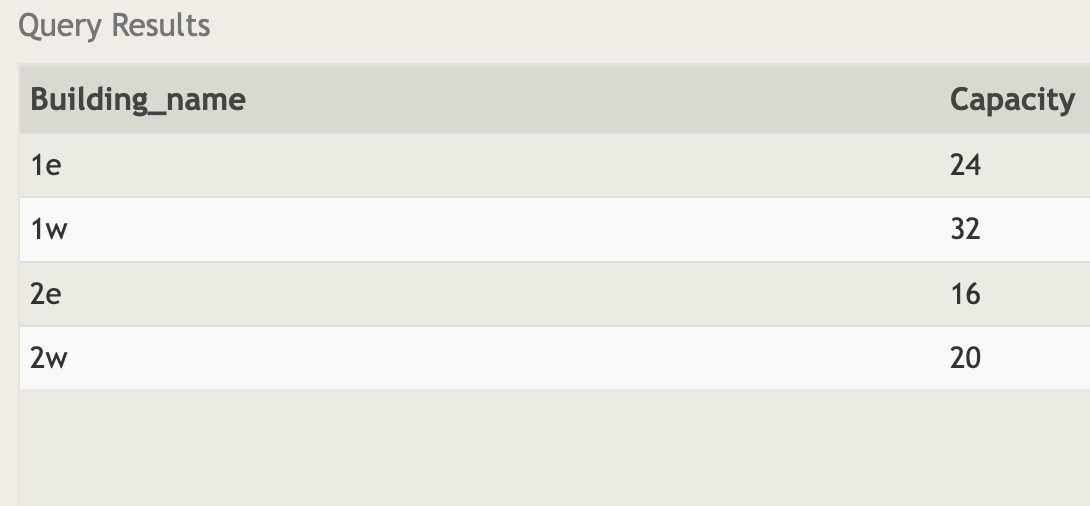 Query Results
Building_name Capacity
1e 24
1w 32
2e 16
2w 20